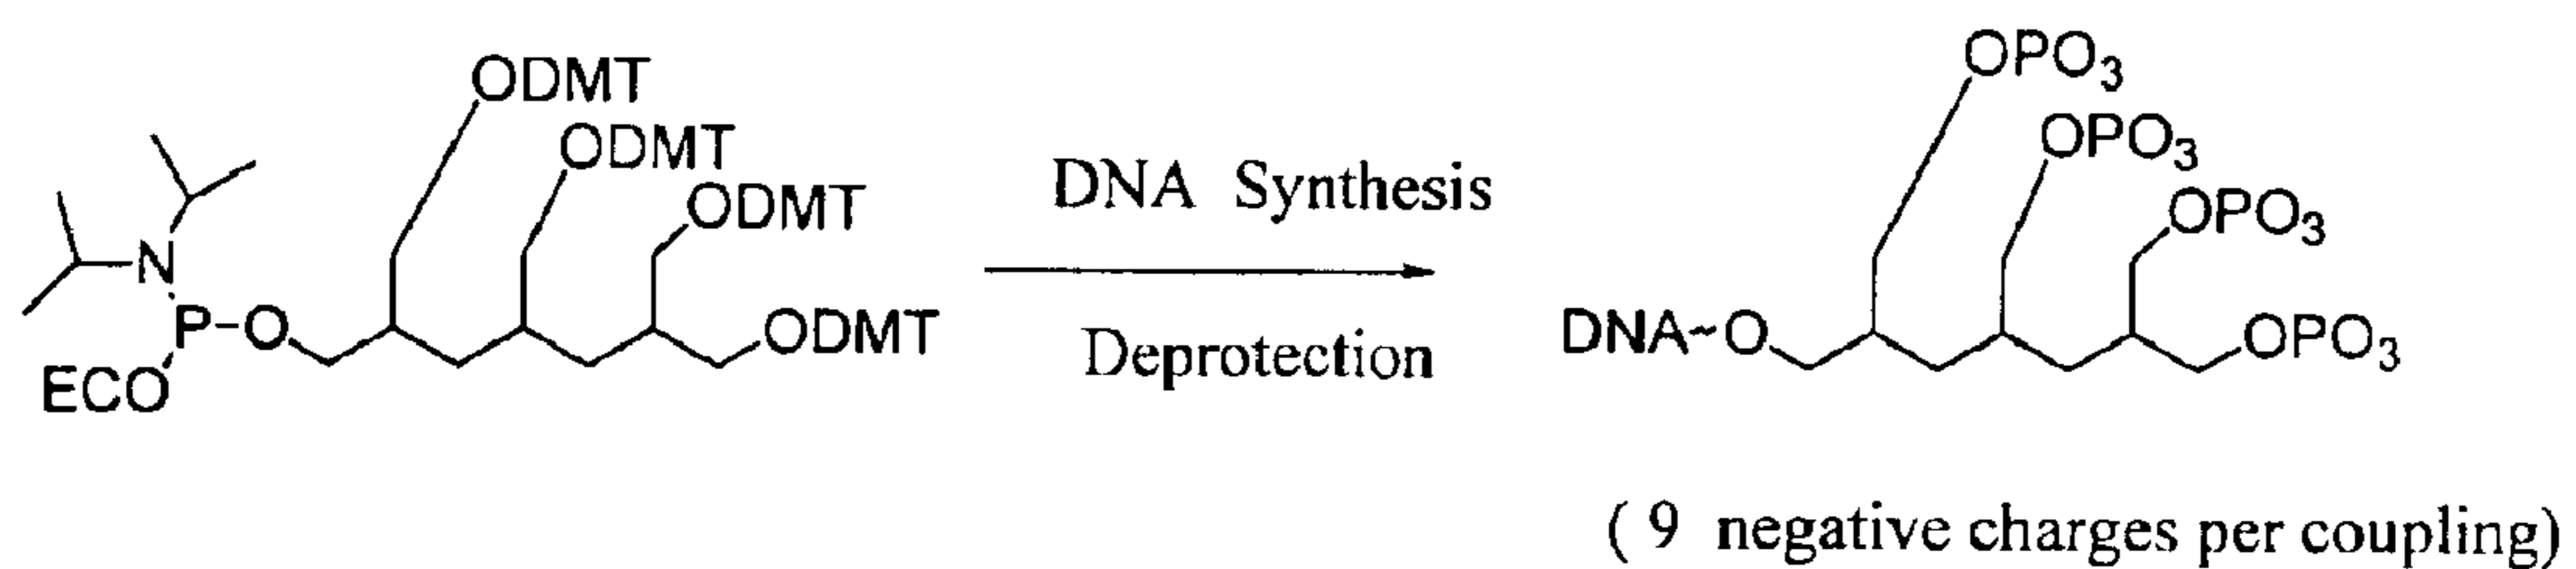 ODMT
ODMT
ODMT
ODMT
N
P-O
ECO
DNA Synthesis
Deprotection
OPO3
OPO3
OPO3
OPO3
DNA~O
( 9 negative charges per coupling)